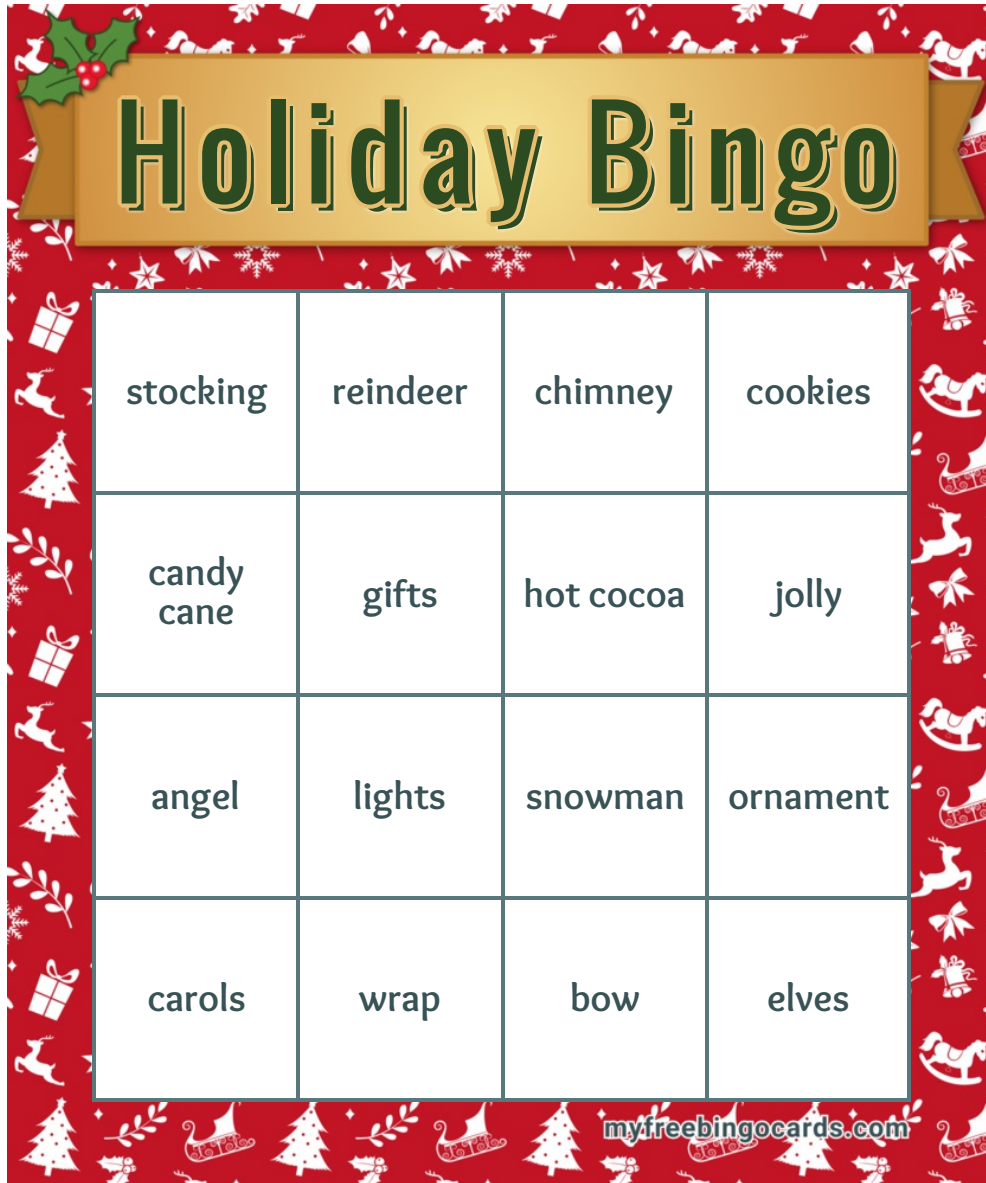 Holiday Bingo
stocking reindeer chimney cookies
candy
cane
gifts hot cocoa jolly
angel lights snowman ornament
carols wrap bow elves
myfreebingocards.com